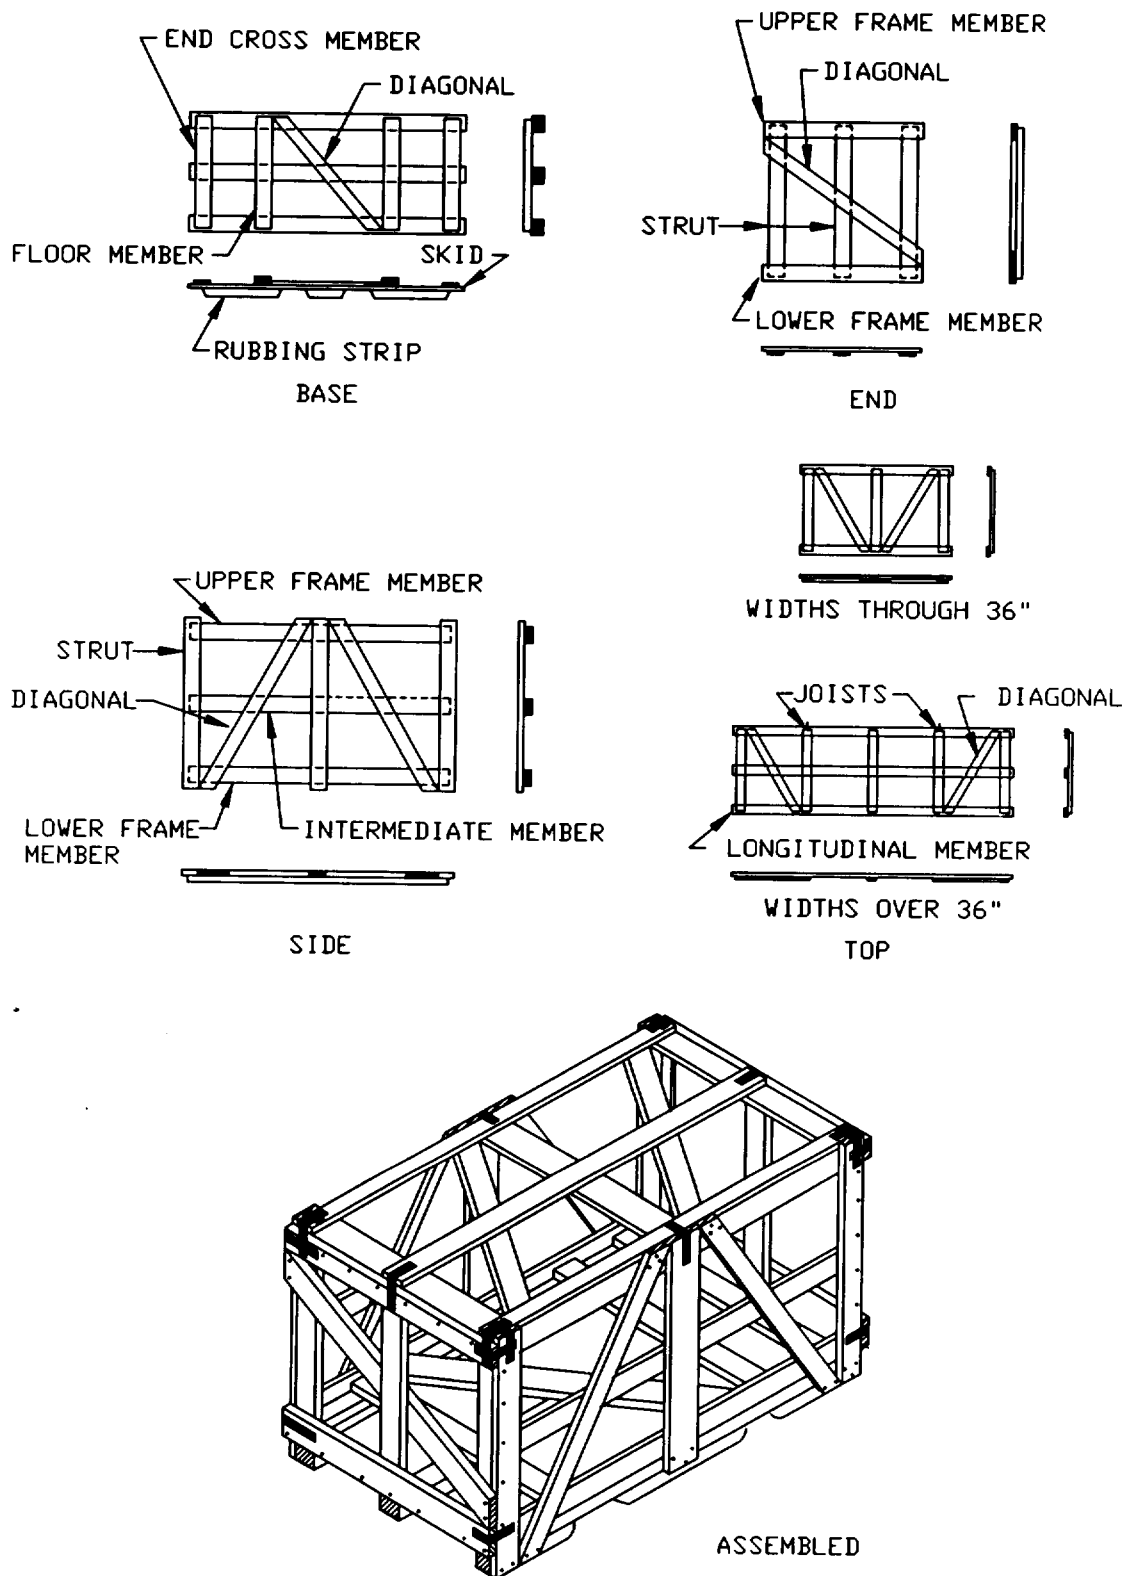 END CROSS MEMBER
DIAGONAL
FLOOR MEMBER
SKID
RUBBING STRIP
BASE
UPPER FRAME MEMBER
DIAGONAL
STRUT
LOWER FRAME MEMBER
END
UPPER FRAME MEMBER
STRUT
DIAGONAL
LOWER FRAME
MEMBER
INTERMEDIATE MEMBER
SIDE
WIDTHS THROUGH 36"
JOISTS
DIAGONAL
LONGITUDINAL MEMBER
WIDTHS OVER 36"
TOP
ASSEMBLED